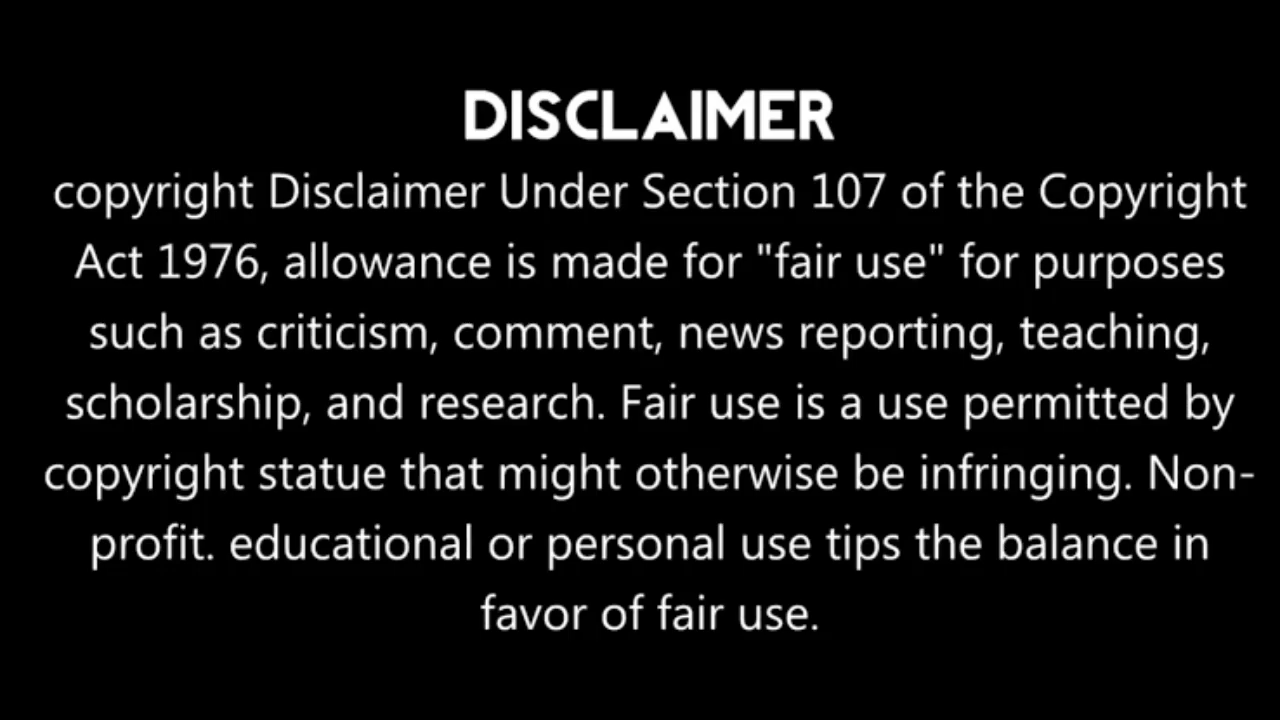 DISCLAIMER
copyright Disclaimer Under Section 107 of the Copyright
Act 1976, allowance is made for "fair use" for purposes
such as criticism, comment, news reporting, teaching,
scholarship, and research. Fair use is a use permitted by
copyright statue that might otherwise be infringing. Non-
profit. educational or personal use tips the balance in
favor of fair use.